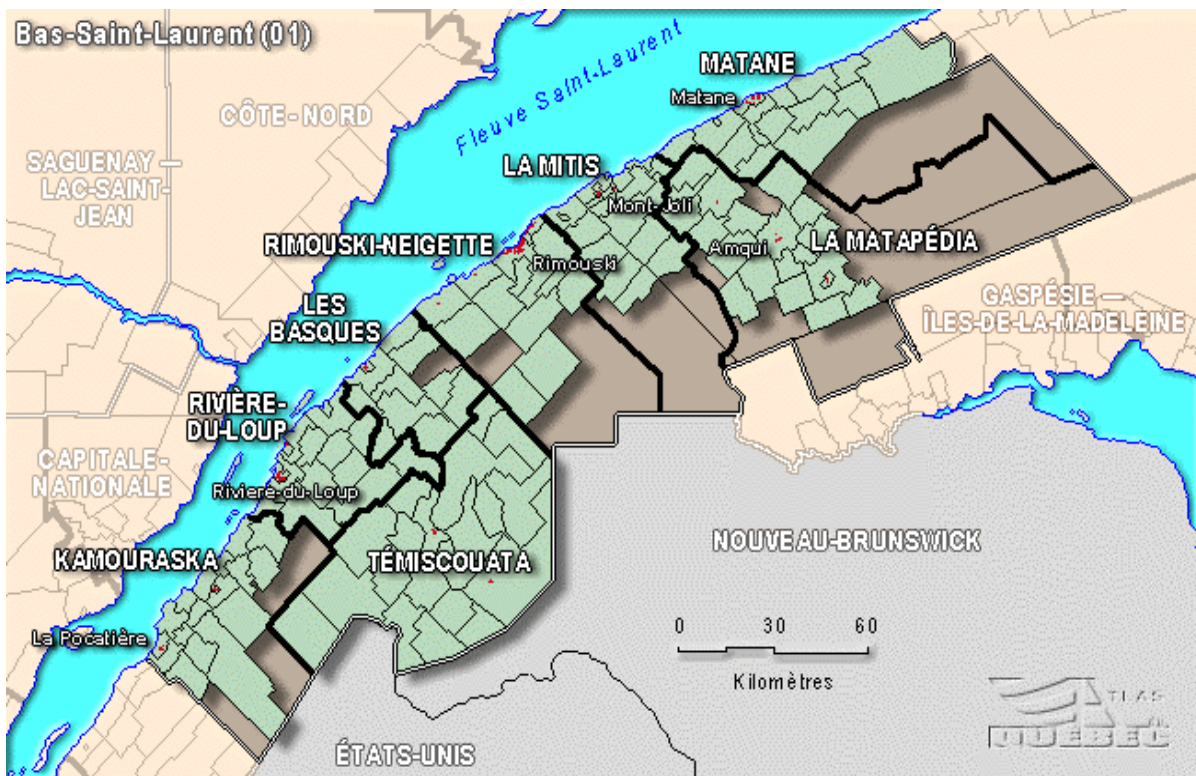 Bas-Saint-Laurent (01)
MATANE
Matane
CÔTE-NORD
Fleuve Saint-Laurent
SAGUENAY —
LAC-SAINT-
JEAN
LA MITIS
Mont-Joli
RIMOUSKI-NEIGETTE
Rimouski
Amqui
LA MATAPÉDIA
LES
BASQUES
GASPÉSIE —
ÎLES-DE-LA-MADELEINE
RIVIÈRE-
DU-LOUP
CAPITALE-
NATIONALE
Riviere-du-Loup
KAMOURASKA
TÉMISCOUATA
NOUVEAU-BRUNSWICK
La Pocatière
0 30 60
Kilomètres
ATLAS
QUÉBEC
ÉTATS-UNIS